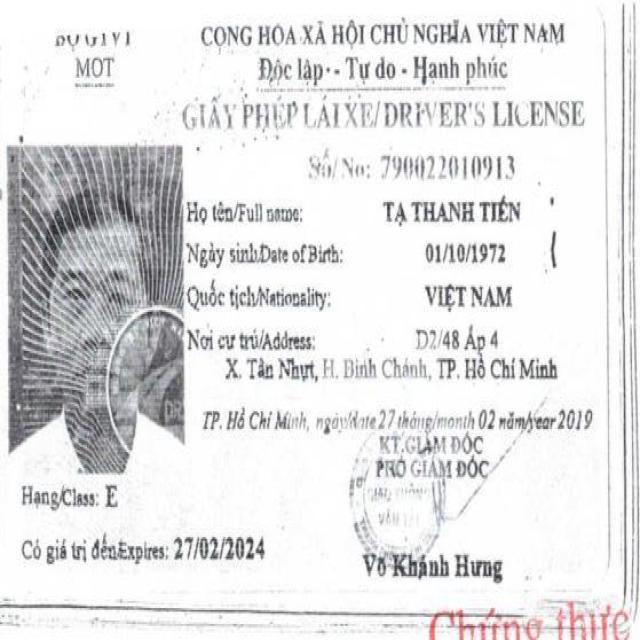 BỘ GTVT
MOT
CỘNG HÒA XÃ HỘI CHỦ NGHĨA VIỆT NAM
Độc lập - Tự do - Hạnh phúc
GIẤY PHÉP LÁI XE/DRIVER'S LICENSE
Số/No: 790022010913
Họ tên/Full name: TẠ THANH TIẾN
Ngày sinh/Date of Birth: 01/10/1972
Quốc tịch/Nationality: VIỆT NAM
Nơi cư trú/Address: D2/48 Ấp 4
X. Tân Nhựt, H. Bình Chánh, TP. Hồ Chí Minh
TP. Hồ Chí Minh, ngày/date 27 tháng/month 02 năm/year 2019
KT.GIÁM ĐỐC
PHÓ GIÁM ĐỐC
GIAO THÔNG
VẬN TẢI
Hạng/Class: E
Có giá trị đến/Expires: 27/02/2024
Võ Khánh Hưng
Chứng thực